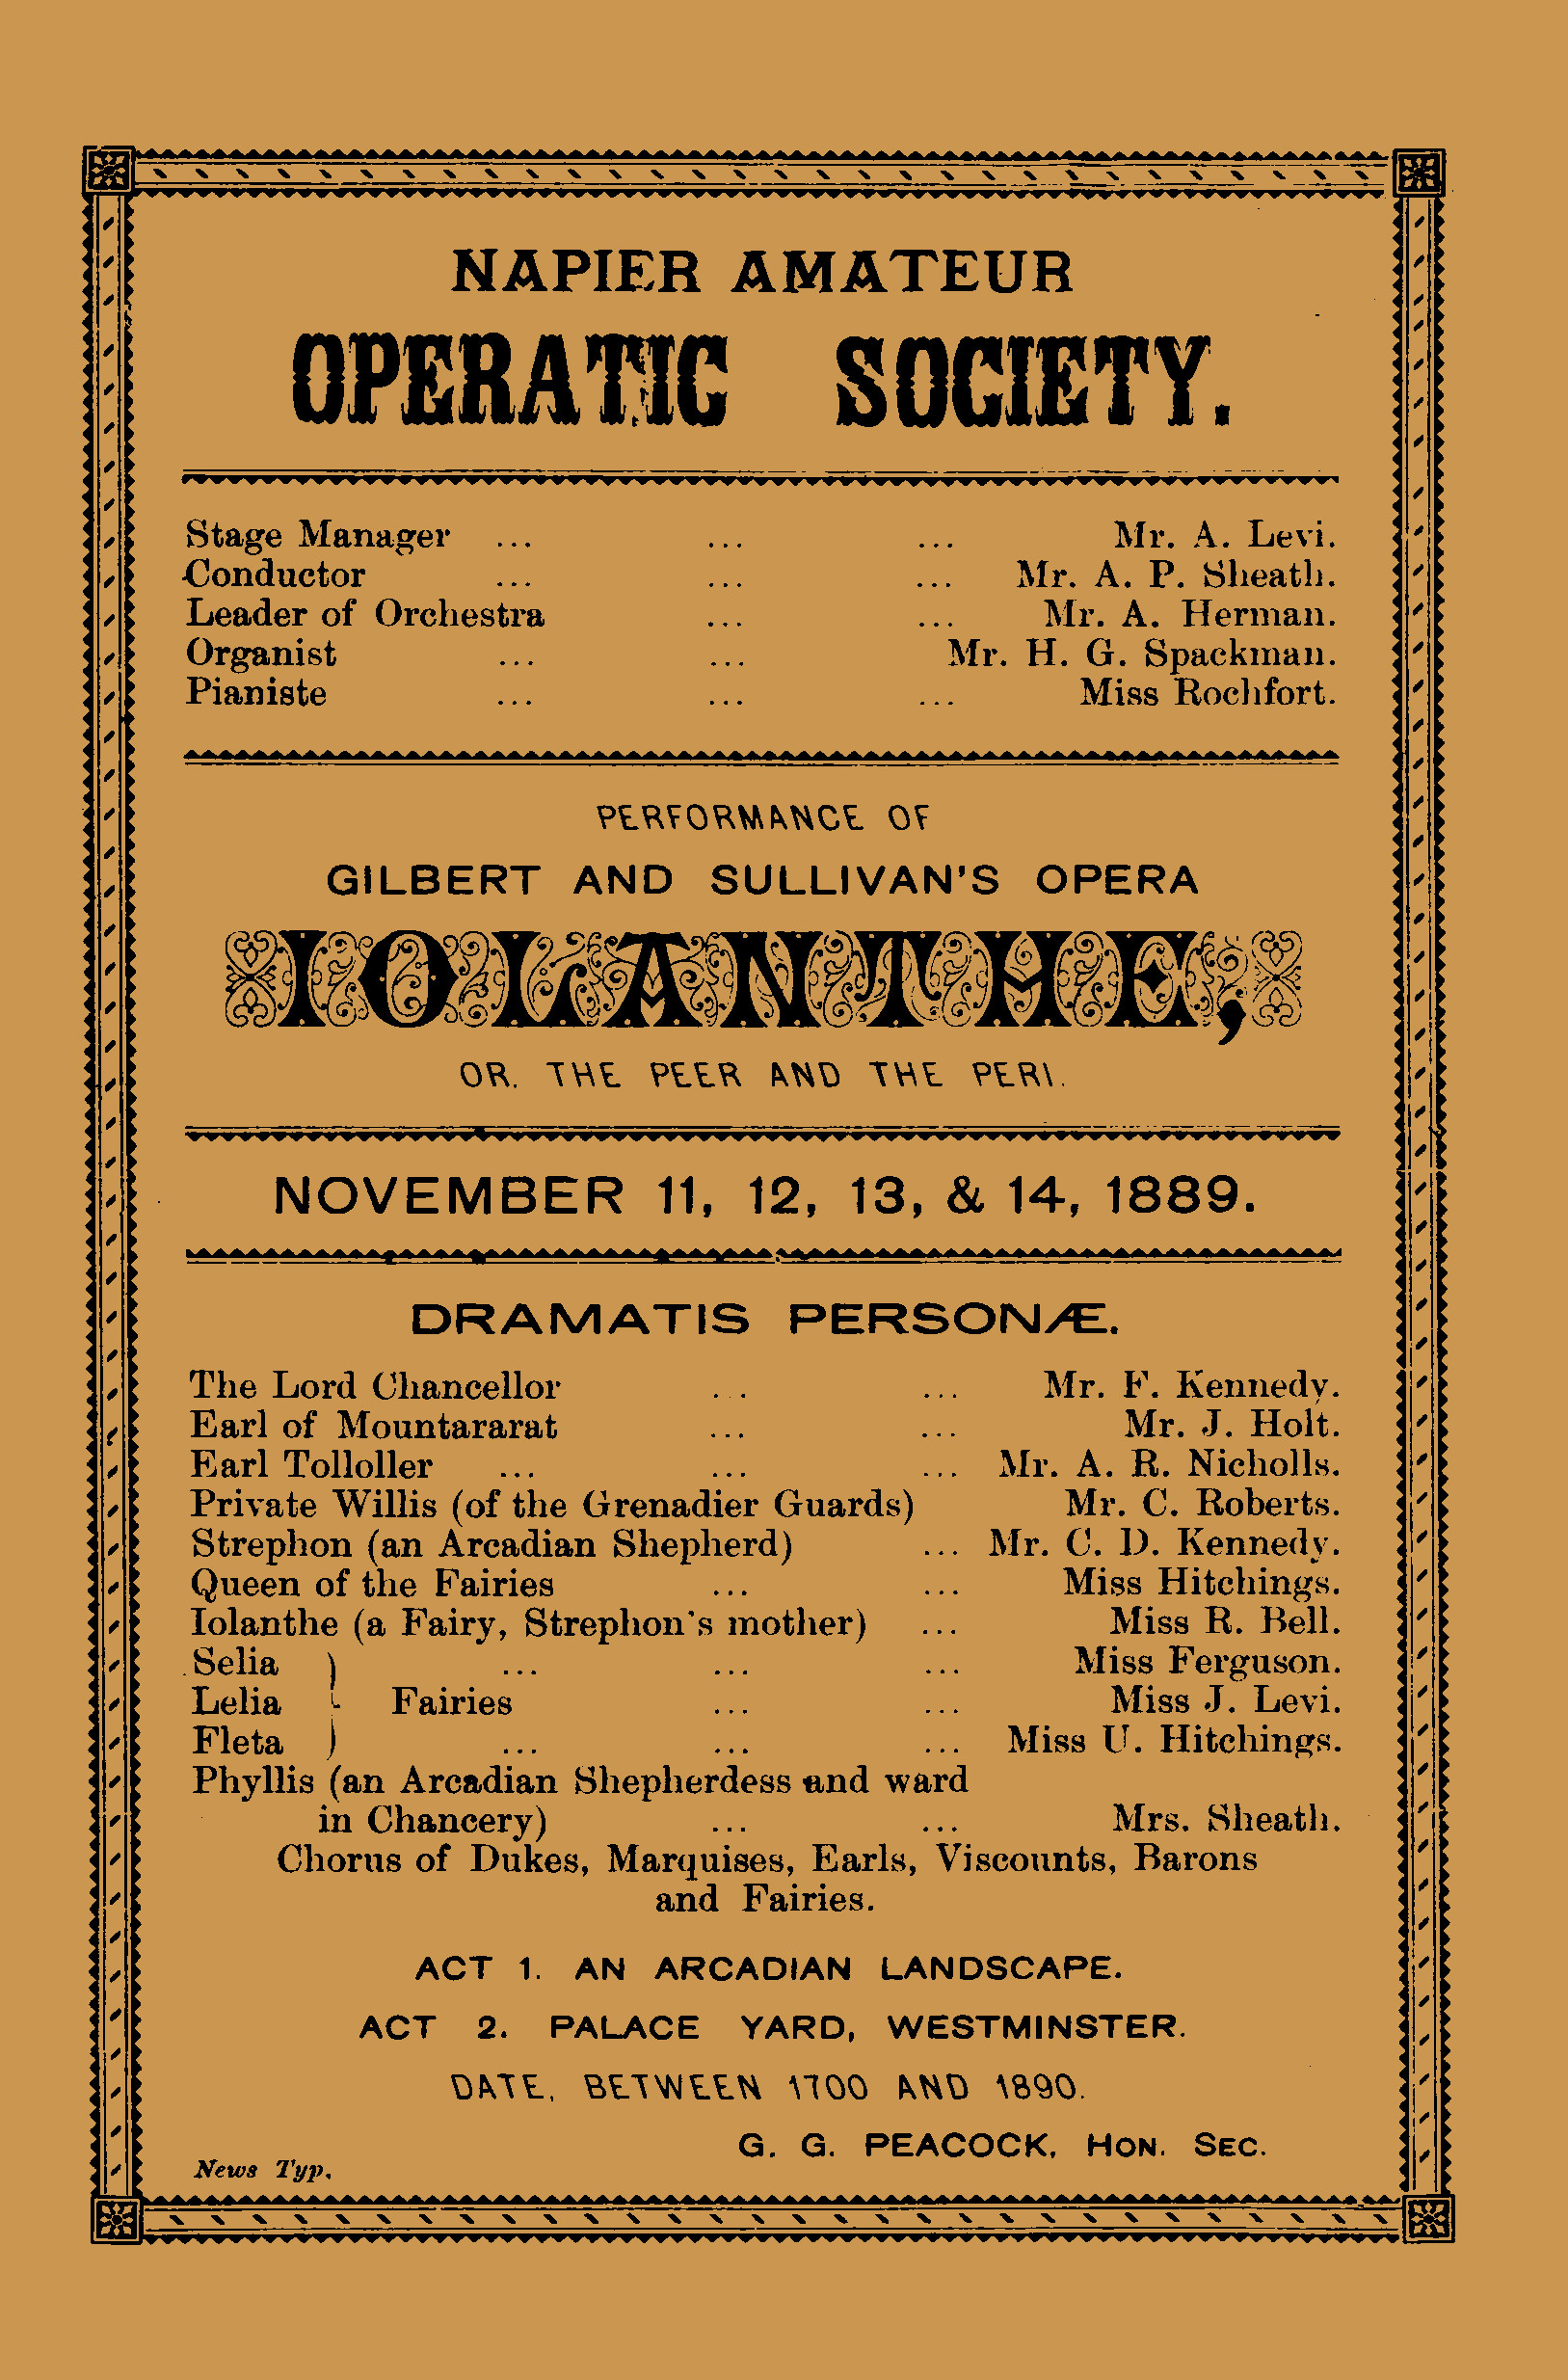 NAPIER AMATEUR
OPERATIC SOCIETY.
Stage Manager ... ... ... Mr. A. Levi.
Conductor ... ... ... Mr. A. P. Sheath.
Leader of Orchestra ... ... Mr. A. Herman.
Organist ... ... Mr. H. G. Spackman.
Pianiste ... ... ... Miss Rochfort.
PERFORMANCE OF
GILBERT AND SULLIVAN'S OPERA
IOLANTHE,
OR, THE PEER AND THE PERI.
NOVEMBER 11, 12, 13, & 14, 1889.
DRAMATIS PERSONÆ.
The Lord Chancellor ... ... Mr. F. Kennedy.
Earl of Mountararat ... ... Mr. J. Holt.
Earl Tolloller ... ... ... Mr. A. R. Nicholls.
Private Willis (of the Grenadier Guards) Mr. C. Roberts.
Strephon (an Arcadian Shepherd) ... Mr. C. D. Kennedy.
Queen of the Fairies ... ... Miss Hitchings.
Iolanthe (a Fairy, Strephon's mother) ... Miss R. Bell.
Selia ... ... ... Miss Ferguson.
Lelia } Fairies ... ... Miss J. Levi.
Fleta ... ... ... Miss U. Hitchings.
Phyllis (an Arcadian Shepherdess and ward
in Chancery) ... ... Mrs. Sheath.
Chorus of Dukes, Marquises, Earls, Viscounts, Barons
and Fairies.
ACT 1. AN ARCADIAN LANDSCAPE.
ACT 2. PALACE YARD, WESTMINSTER.
DATE, BETWEEN 1700 AND 1890.
G. G. PEACOCK, HON. SEC.
News Typ.